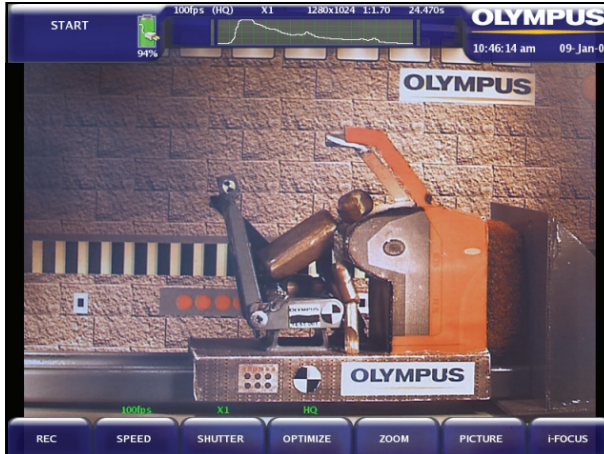 START
94%
100fps (HQ) X1 1280x1024 1:1.70 24.470s
OLYMPUS
10:46:14 am 09-Jan-0
OLYMPUS
OLYMPUS
OLYMPUS
100fps X1 HQ
REC SPEED SHUTTER OPTIMIZE ZOOM PICTURE i-FOCUS